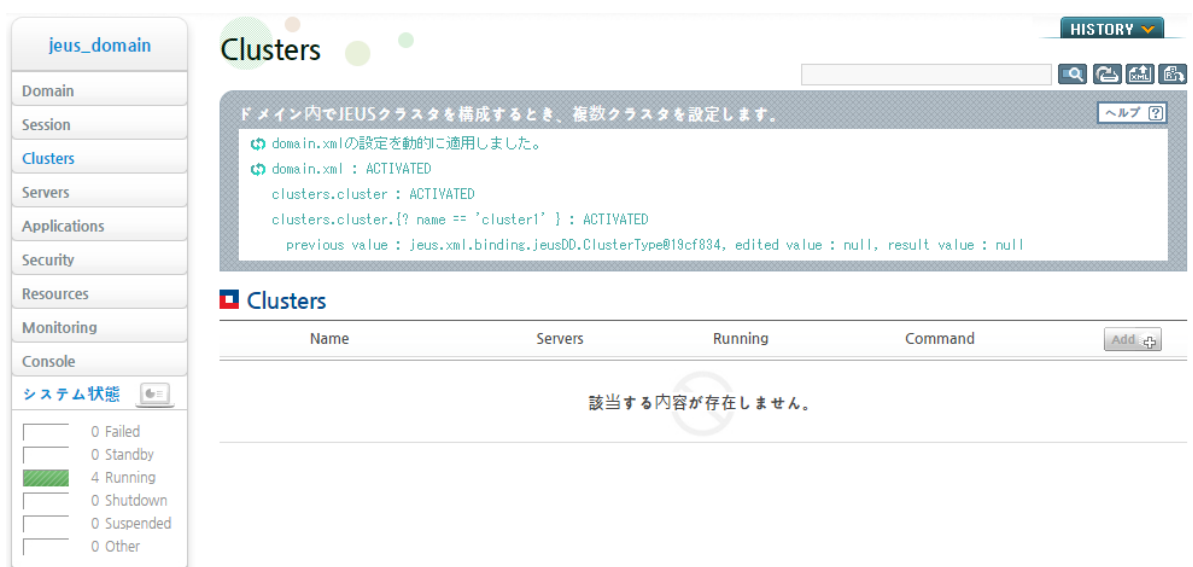 HISTORY
jeus_domain
Clusters
Domain
Session
Clusters
Servers
Applications
Security
Resources
Monitoring
Console
システム状態
0 Failed
0 Standby
4 Running
0 Shutdown
0 Suspended
0 Other
ドメイン内でJEUSクラスタを構成するとき、複数クラスタを設定します。
ヘルプ ?
domain.xmlの設定を動的に適用しました。
domain.xml : ACTIVATED
clusters.cluster : ACTIVATED
clusters.cluster.{? name == 'cluster1' } : ACTIVATED
previous value : jeus.xml.binding.jeusDD.ClusterType@19cf834, edited value : null, result value : null
Clusters
Name Servers Running Command Add
該当する内容が存在しません。